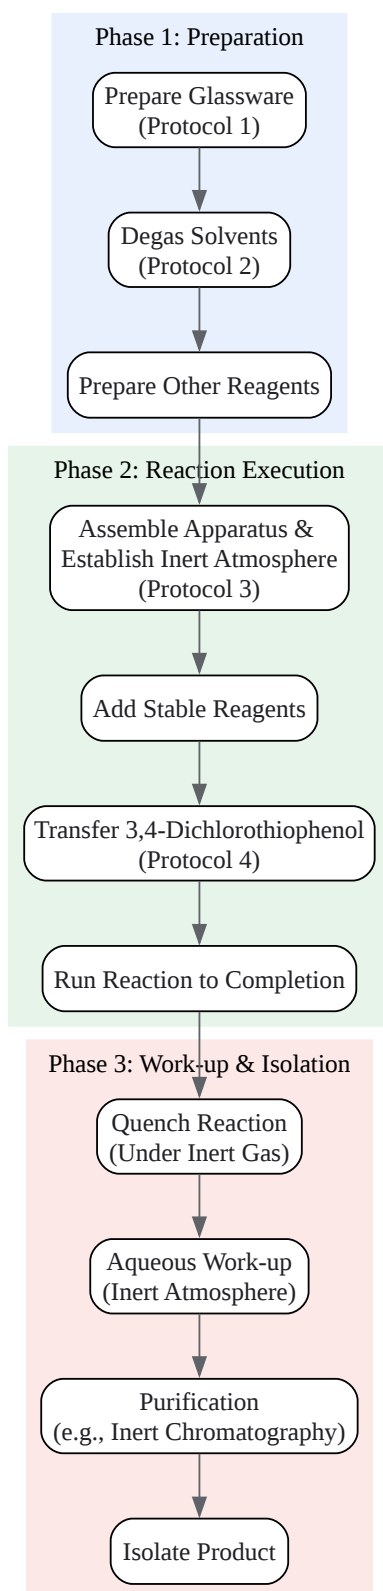 Phase 1: Preparation
Prepare Glassware
(Protocol 1)
Degas Solvents
(Protocol 2)
Prepare Other Reagents
Phase 2: Reaction Execution
Assemble Apparatus &
Establish Inert Atmosphere
(Protocol 3)
Add Stable Reagents
Transfer 3,4-Dichlorothiophenol
(Protocol 4)
Run Reaction to Completion
Phase 3: Work-up & Isolation
Quench Reaction
(Under Inert Gas)
Aqueous Work-up
(Inert Atmosphere)
Purification
(e.g., Inert Chromatography)
Isolate Product